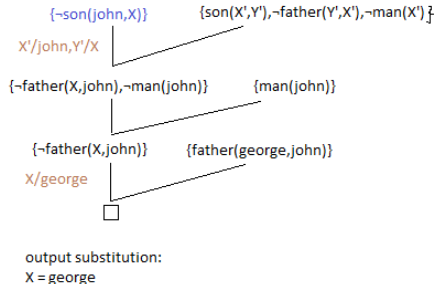 {¬son(john,X)} {son(X',Y'),¬father(Y',X'),¬man(X')}
X'/john,Y'/X
{¬father(X,john),¬man(john)} {man(john)}
{¬father(X,john)} {father(george,john)}
X/george
output substitution:
X = george